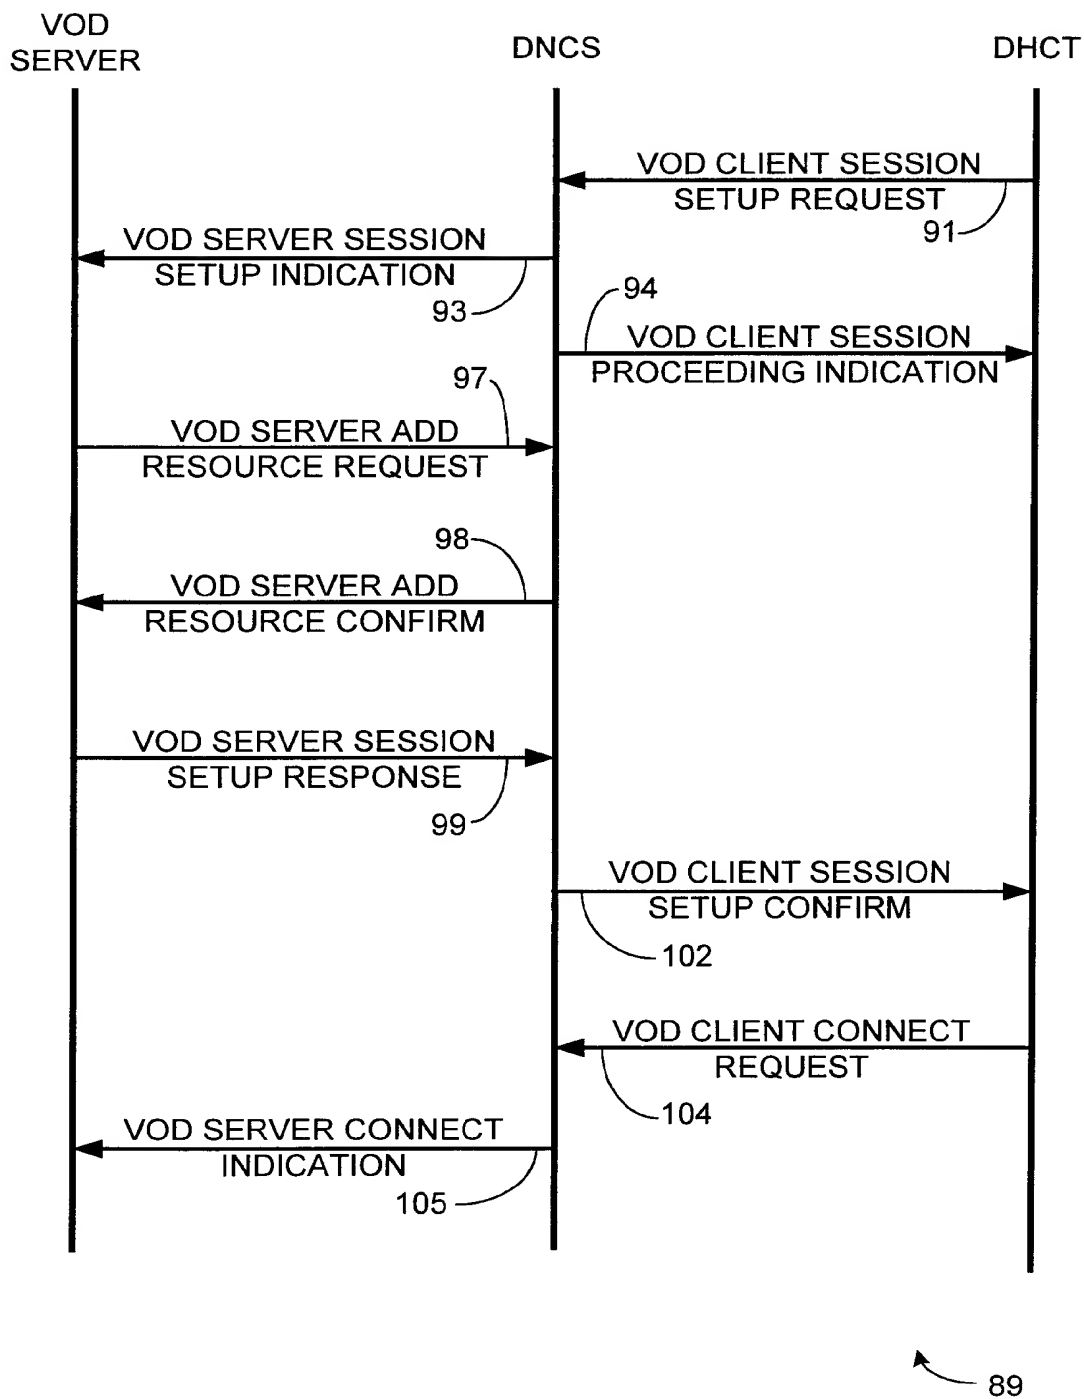 VOD
SERVER
DNCS
DHCT
VOD CLIENT SESSION
SETUP REQUEST
91
VOD SERVER SESSION
SETUP INDICATION
93
94
VOD CLIENT SESSION
PROCEEDING INDICATION
97
VOD SERVER ADD
RESOURCE REQUEST
98
VOD SERVER ADD
RESOURCE CONFIRM
VOD SERVER SESSION
SETUP RESPONSE
99
VOD CLIENT SESSION
SETUP CONFIRM
102
VOD CLIENT CONNECT
REQUEST
104
VOD SERVER CONNECT
INDICATION
105
89